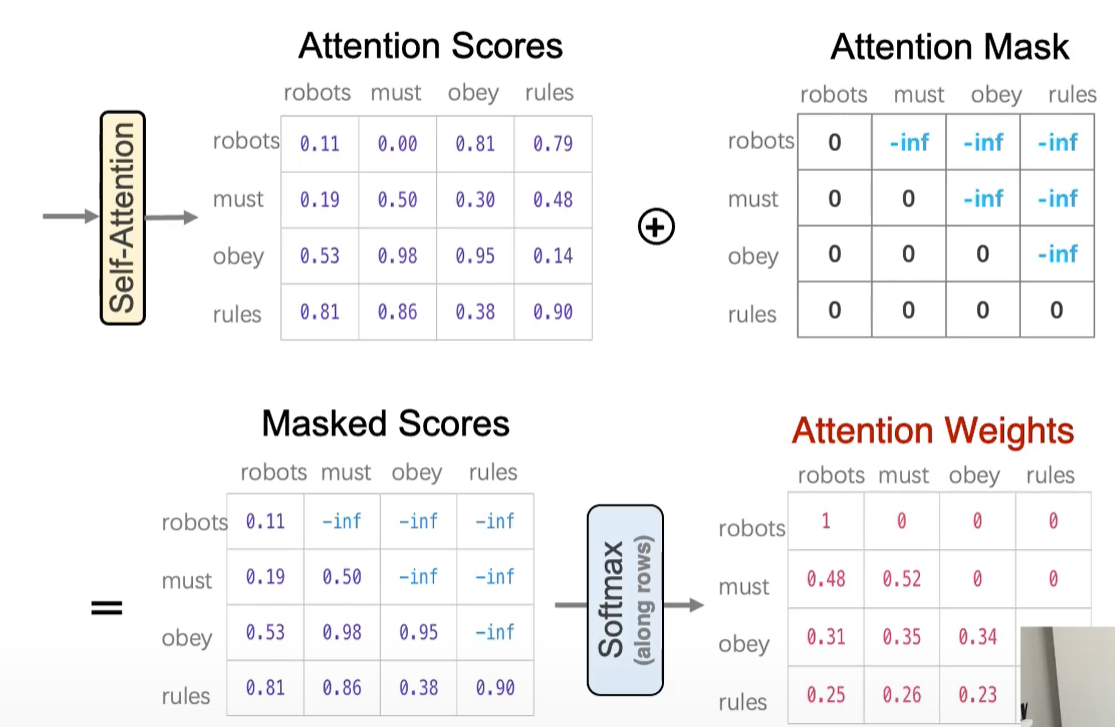 Attention Scores
robots must obey rules
robots 0.11 0.00 0.81 0.79
must 0.19 0.50 0.30 0.48
obey 0.53 0.98 0.95 0.14
rules 0.81 0.86 0.38 0.90
Self-Attention
Attention Mask
robots must obey rules
robots 0 -inf -inf -inf
must 0 0 -inf -inf
obey 0 0 0 -inf
rules 0 0 0 0
=
Masked Scores
robots must obey rules
robots 0.11 -inf -inf -inf
must 0.19 0.50 -inf -inf
obey 0.53 0.98 0.95 -inf
rules 0.81 0.86 0.38 0.90
Softmax
(along rows)
Attention Weights
robots must obey rules
robots 1 0 0 0
must 0.48 0.52 0 0
obey 0.31 0.35 0.34
rules 0.25 0.26 0.23